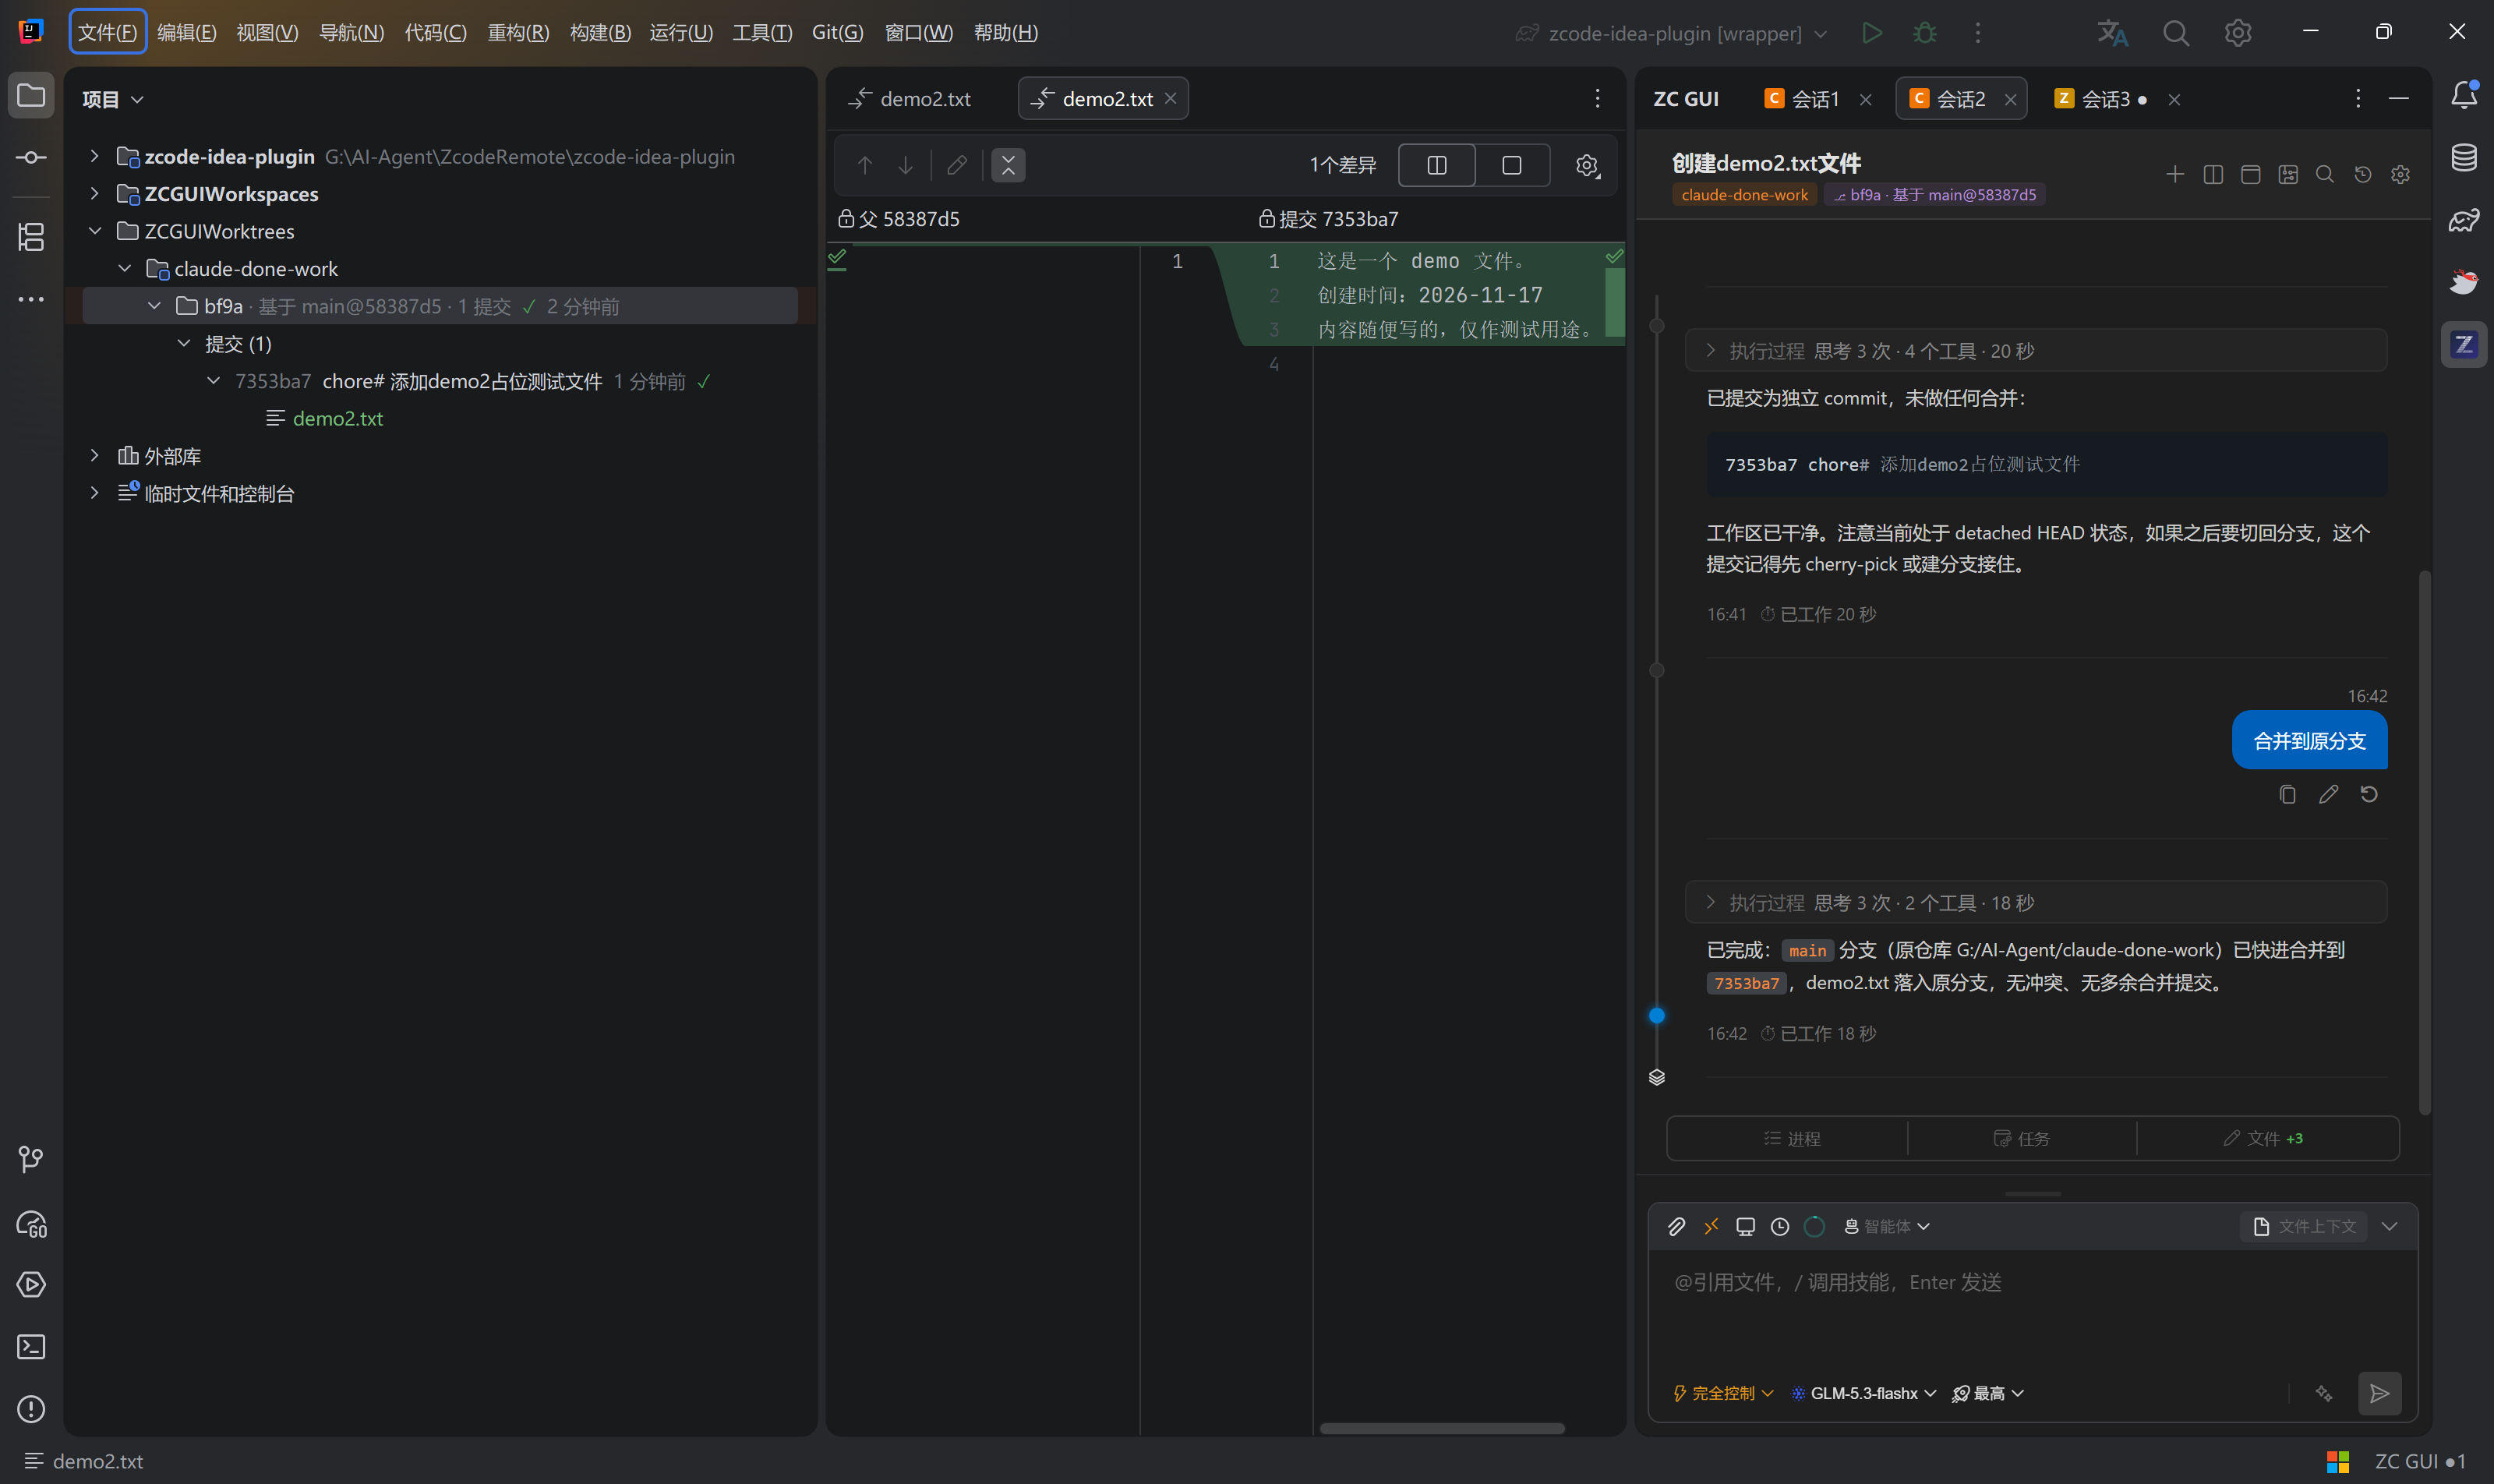 文件(F) 编辑(E) 视图(V) 导航(N) 代码(C) 重构(R) 构建(B) 运行(U) 工具(T) Git(G) 窗口(W) 帮助(H)
zcode-idea-plugin [wrapper]
项目
zcode-idea-plugin G:\AI-Agent\ZcodeRemote\zcode-idea-plugin
ZCGUIWorkspaces
ZCGUIWorktrees
claude-done-work
bf9a · 基于 main@58387d5 · 1 提交 ✓ 2 分钟前
提交 (1)
7353ba7 chore# 添加demo2占位测试文件 1 分钟前 ✓
demo2.txt
外部库
临时文件和控制台
demo2.txt
demo2.txt
1个差异
父 58387d5
提交 7353ba7
1
1 这是一个 demo 文件。
2 创建时间：2026-11-17
3 内容随便写的，仅作测试用途。
4
ZC GUI
C 会话1
C 会话2
Z 会话3
创建demo2.txt文件
claude-done-work
bf9a · 基于 main@58387d5
执行过程 思考 3 次 · 4 个工具 · 20 秒
已提交为独立 commit，未做任何合并：
7353ba7 chore# 添加demo2占位测试文件
工作区已干净。注意当前处于 detached HEAD 状态，如果之后要切回分支，这个
提交记得先 cherry-pick 或建分支接住。
16:41 已工作 20 秒
16:42
合并到原分支
执行过程 思考 3 次 · 2 个工具 · 18 秒
已完成： main 分支（原仓库 G:/AI-Agent/claude-done-work）已快进合并到
7353ba7 ，demo2.txt 落入原分支，无冲突、无多余合并提交。
16:42 已工作 18 秒
进程
任务
文件 +3
智能体
文件上下文
@引用文件，/ 调用技能，Enter 发送
完全控制
GLM-5.3-flashx
最高
demo2.txt
ZC GUI ●1